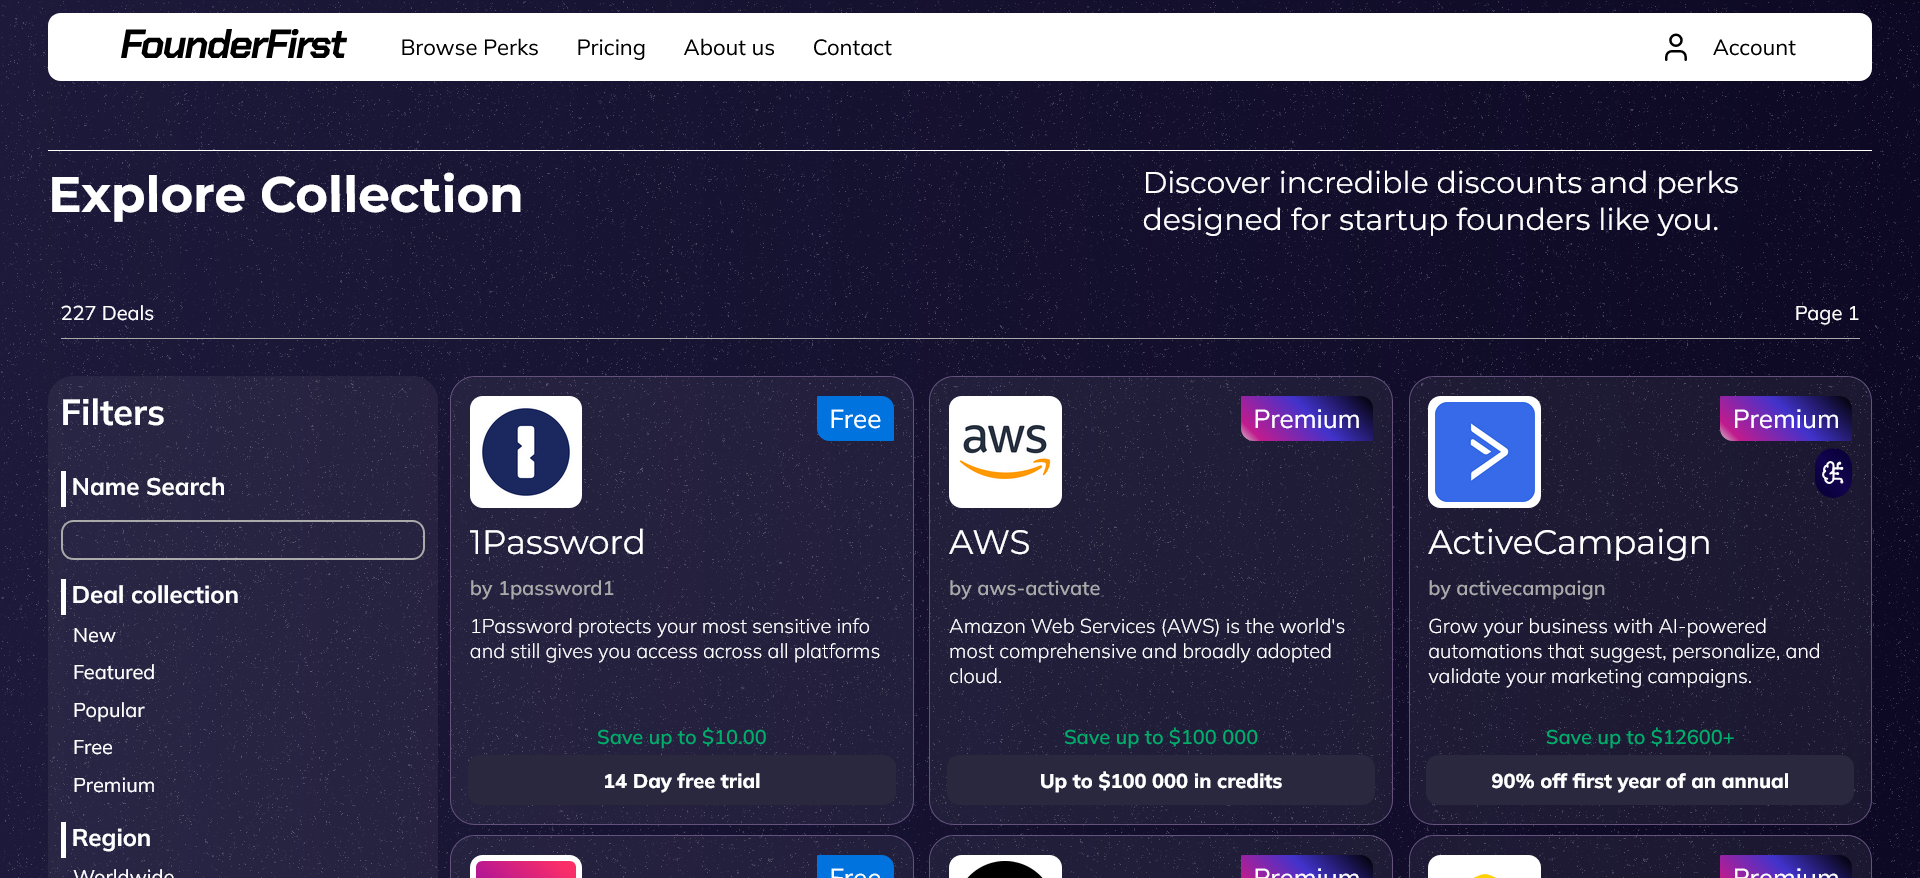 FounderFirst
Browse Perks
Pricing
About us
Contact
Account
Explore Collection
Discover incredible discounts and perks
designed for startup founders like you.
227 Deals
Page 1
Filters
Name Search
Deal collection
New
Featured
Popular
Free
Premium
Region
Worldwide
Free
1Password
by 1password1
1Password protects your most sensitive info
and still gives you access across all platforms
Save up to $10.00
14 Day free trial
aws
Premium
AWS
by aws-activate
Amazon Web Services (AWS) is the world's
most comprehensive and broadly adopted
cloud.
Save up to $100 000
Up to $100 000 in credits
Premium
ActiveCampaign
by activecampaign
Grow your business with AI-powered
automations that suggest, personalize, and
validate your marketing campaigns.
Save up to $12600+
90% off first year of an annual
Free
Premium
Premium